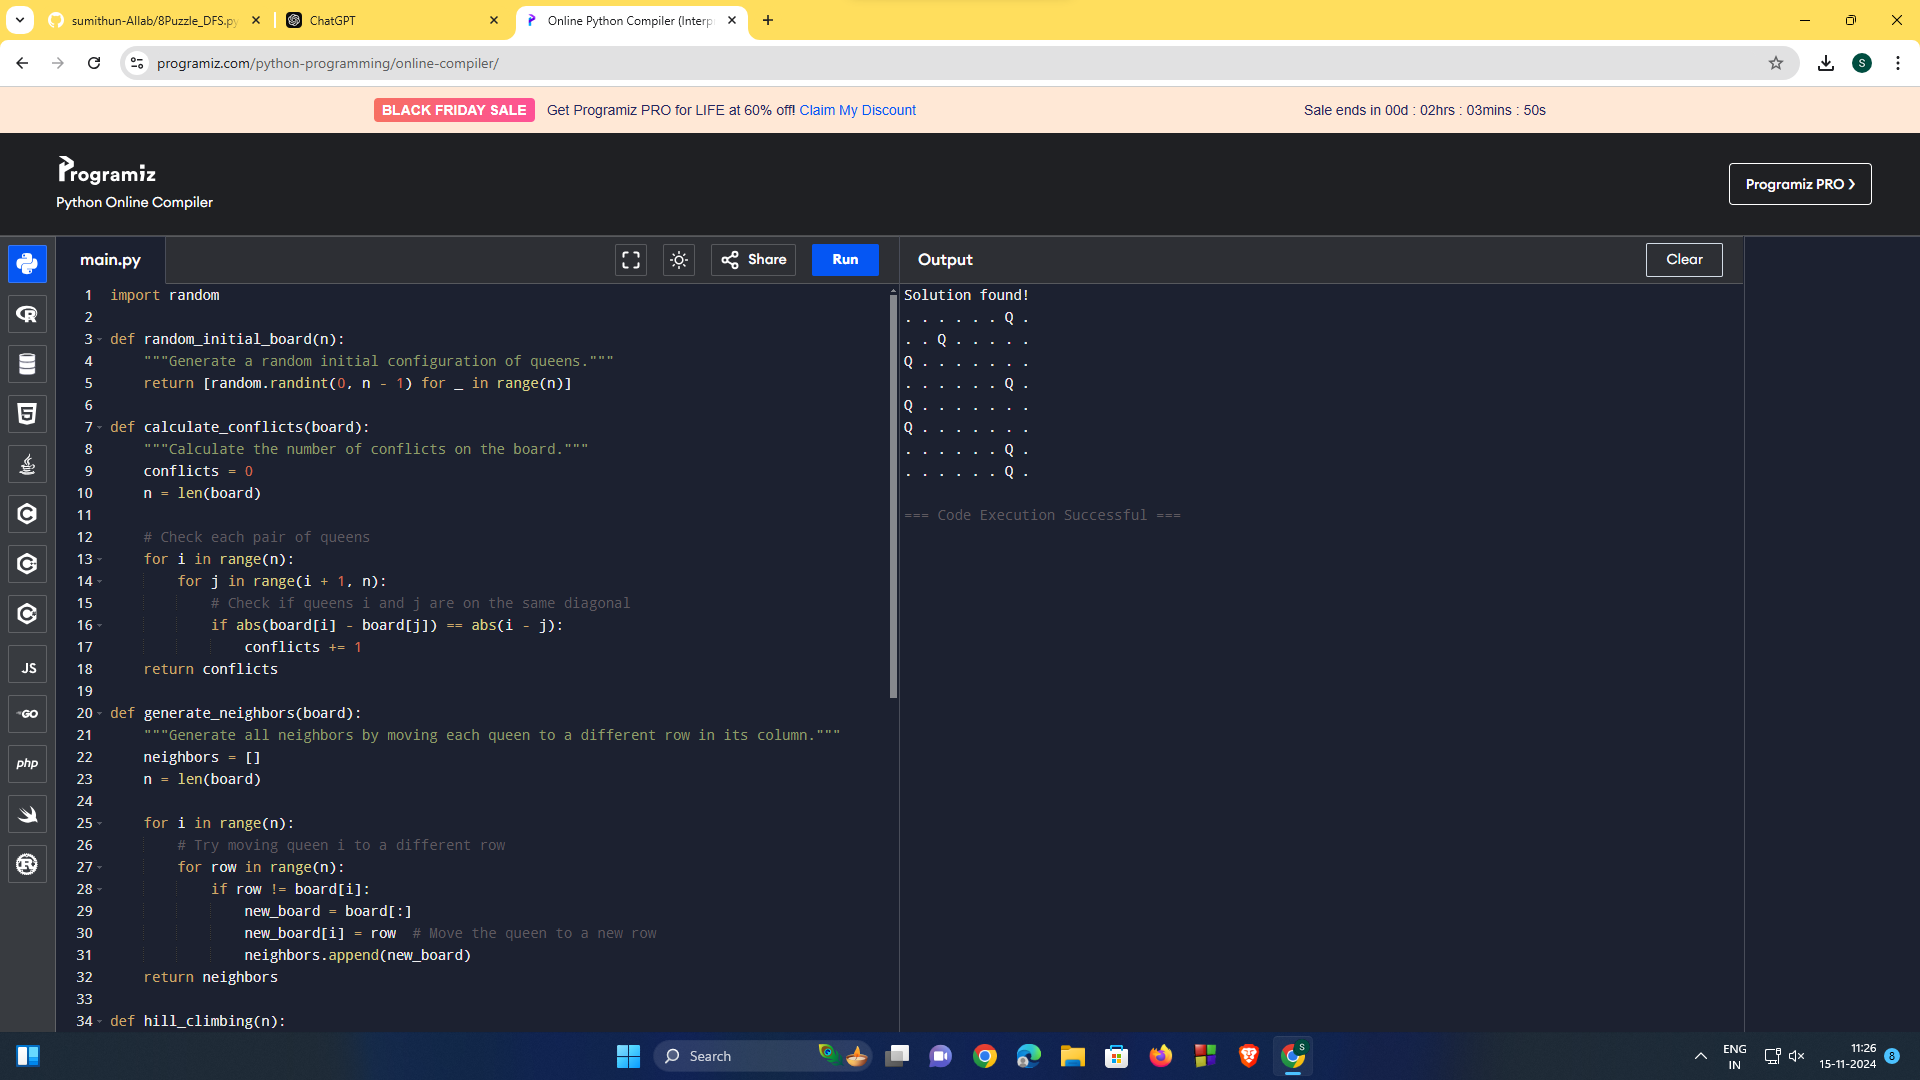 sumithun-Allab/8Puzzle_DFS.py
ChatGPT
Online Python Compiler (Interp
programiz.com/python-programming/online-compiler/
S
BLACK FRIDAY SALE Get Programiz PRO for LIFE at 60% off! Claim My Discount Sale ends in 00d : 02hrs : 03mins : 50s
Programiz
Python Online Compiler
Programiz PRO ❯
main.py
Share
Run
Output
Clear
1 import random
2
3 def random_initial_board(n):
4     """Generate a random initial configuration of queens."""
5     return [random.randint(0, n - 1) for _ in range(n)]
6
7 def calculate_conflicts(board):
8     """Calculate the number of conflicts on the board."""
9     conflicts = 0
10     n = len(board)
11
12     # Check each pair of queens
13     for i in range(n):
14         for j in range(i + 1, n):
15             # Check if queens i and j are on the same diagonal
16             if abs(board[i] - board[j]) == abs(i - j):
17                 conflicts += 1
18     return conflicts
19
20 def generate_neighbors(board):
21     """Generate all neighbors by moving each queen to a different row in its column."""
22     neighbors = []
23     n = len(board)
24
25     for i in range(n):
26         # Try moving queen i to a different row
27         for row in range(n):
28             if row != board[i]:
29                 new_board = board[:]
30                 new_board[i] = row  # Move the queen to a new row
31                 neighbors.append(new_board)
32     return neighbors
33
34 def hill_climbing(n):
Solution found!
. . . . . . Q .
. . Q . . . . .
Q . . . . . . .
. . . . . . Q .
Q . . . . . . .
Q . . . . . . .
. . . . . . Q .
. . . . . . Q .
=== Code Execution Successful ===
R
5
JS
GO
php
Search
S
ENG
IN
11:26
15-11-2024
8